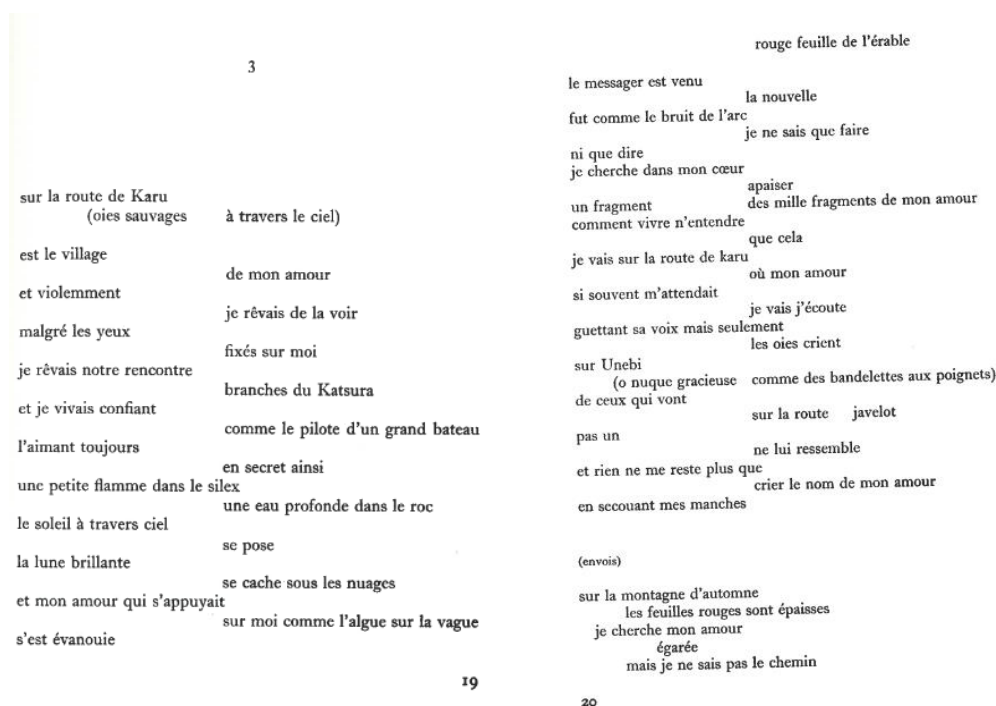 3
sur la route de Karu
(oies sauvages à travers le ciel)
est le village
de mon amour
et violemment
je rêvais de la voir
malgré les yeux
fixés sur moi
je rêvais notre rencontre
branches du Katsura
et je vivais confiant
comme le pilote d'un grand bateau
l'aimant toujours
en secret ainsi
une petite flamme dans le silex
une eau profonde dans le roc
le soleil à travers ciel
se pose
la lune brillante
se cache sous les nuages
et mon amour qui s'appuyait
sur moi comme l'algue sur la vague
s'est évanouie
19
rouge feuille de l'érable
le messager est venu
la nouvelle
fut comme le bruit de l'arc
je ne sais que faire
ni que dire
je cherche dans mon cœur
apaiser
un fragment des mille fragments de mon amour
comment vivre n'entendre
que cela
je vais sur la route de karu
où mon amour
si souvent m'attendait
je vais j'écoute
guettant sa voix mais seulement
les oies crient
sur Unebi
(o nuque gracieuse comme des bandelettes aux poignets)
de ceux qui vont
sur la route javelot
pas un
ne lui ressemble
et rien ne me reste plus que
crier le nom de mon amour
en secouant mes manches
(envois)
sur la montagne d'automne
les feuilles rouges sont épaisses
je cherche mon amour
égarée
mais je ne sais pas le chemin
20